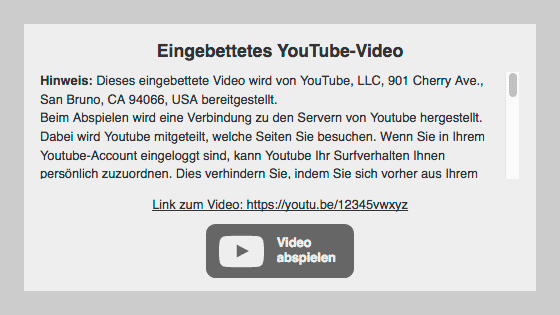 Eingebettetes YouTube-Video
Hinweis: Dieses eingebettete Video wird von YouTube, LLC, 901 Cherry Ave.,
San Bruno, CA 94066, USA bereitgestellt.
Beim Abspielen wird eine Verbindung zu den Servern von Youtube hergestellt.
Dabei wird Youtube mitgeteilt, welche Seiten Sie besuchen. Wenn Sie in Ihrem
Youtube-Account eingeloggt sind, kann Youtube Ihr Surfverhalten Ihnen
persönlich zuzuordnen. Dies verhindern Sie, indem Sie sich vorher aus Ihrem
Link zum Video: https://youtu.be/12345vwxyz
Video
abspielen